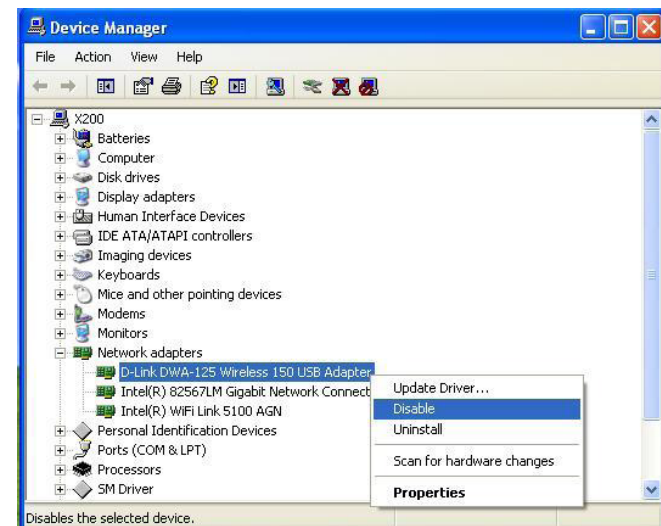 Device Manager
File Action View Help
X200
Batteries
Computer
Disk drives
Display adapters
Human Interface Devices
IDE ATA/ATAPI controllers
Imaging devices
Keyboards
Mice and other pointing devices
Modems
Monitors
Network adapters
D-Link DWA-125 Wireless 150 USB Adapter
Intel(R) 82567LM Gigabit Network Connect
Intel(R) WiFi Link 5100 AGN
Personal Identification Devices
Ports (COM & LPT)
Processors
SM Driver
Update Driver...
Disable
Uninstall
Scan for hardware changes
Properties
Disables the selected device.